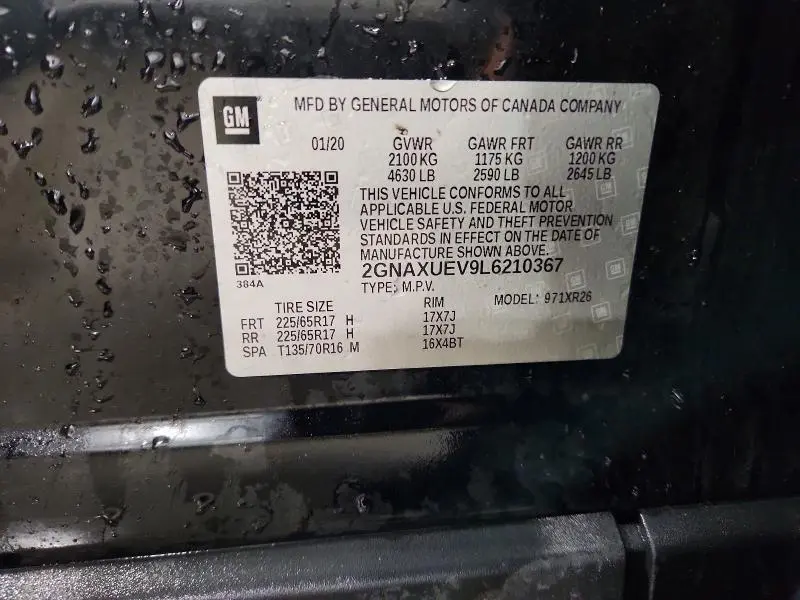 GM
MFD BY GENERAL MOTORS OF CANADA COMPANY
01/20 GVWR GAWR FRT GAWR RR
2100 KG 1175 KG 1200 KG
4630 LB 2590 LB 2645 LB
THIS VEHICLE CONFORMS TO ALL
APPLICABLE U.S. FEDERAL MOTOR
VEHICLE SAFETY AND THEFT PREVENTION
STANDARDS IN EFFECT ON THE DATE OF
MANUFACTURE SHOWN ABOVE.
2GNAXUEV9L6210367
384A
TYPE: M.P.V.
TIRE SIZE RIM MODEL: 971XR26
FRT 225/65R17 H 17X7J
RR 225/65R17 H 17X7J
SPA T135/70R16 M 16X4BT